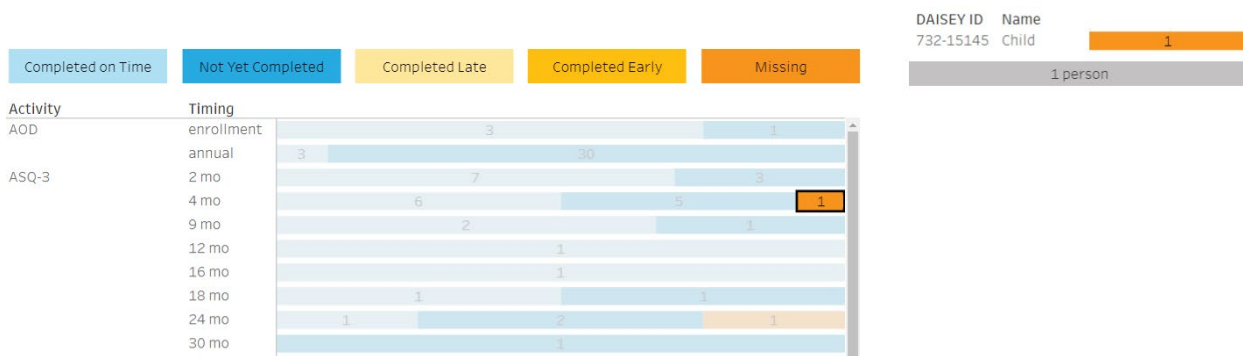 DAISEY ID Name
732-15145 Child 1
1 person
Completed on Time Not Yet Completed Completed Late Completed Early Missing
Activity Timing
AOD enrollment 3 1
annual 3 30
ASQ-3 2 mo 7 3
4 mo 6 5 1
9 mo 2 1
12 mo 1
16 mo 1
18 mo 1 1
24 mo 1 2 1
30 mo 1